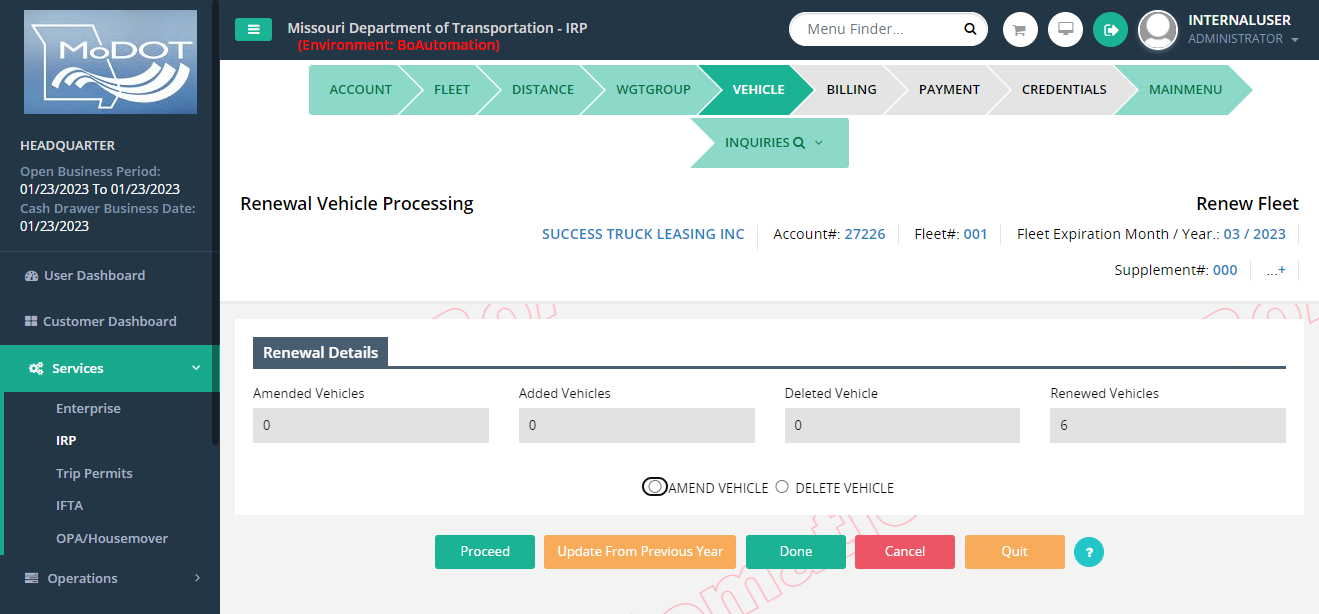 MODOT
HEADQUARTER
Open Business Period:
01/23/2023 To 01/23/2023
Cash Drawer Business Date:
01/23/2023
User Dashboard
Customer Dashboard
Services
Enterprise
IRP
Trip Permits
IFTA
OPA/Housemover
Operations
Missouri Department of Transportation - IRP
(Environment: BoAutomation)
Menu Finder...
INTERNALUSER
ADMINISTRATOR
ACCOUNT FLEET DISTANCE WGTGROUP VEHICLE BILLING PAYMENT CREDENTIALS MAINMENU
INQUIRIES
Renewal Vehicle Processing Renew Fleet
SUCCESS TRUCK LEASING INC Account#: 27226 Fleet#: 001 Fleet Expiration Month / Year.: 03 / 2023
Supplement#: 000 ...+
Renewal Details
Amended Vehicles Added Vehicles Deleted Vehicle Renewed Vehicles
0 0 0 6
AMEND VEHICLE DELETE VEHICLE
Proceed Update From Previous Year Done Cancel Quit ?